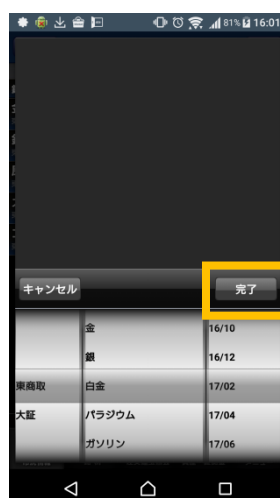 81% 16:01
キャンセル 完了
金 16/10
銀 16/12
東商取 白金 17/02
大証 パラジウム 17/04
ガソリン 17/06